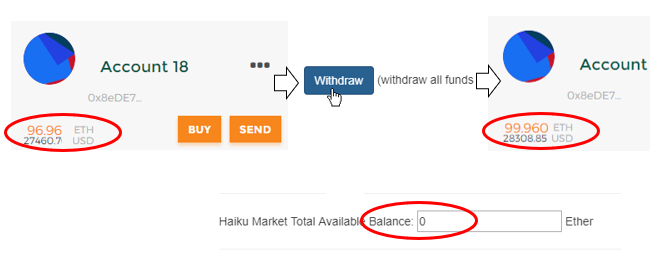 Account 18
0x8eDE7...
96.96 ETH
27460.7 USD
BUY SEND
Withdraw (withdraw all funds
Account
0x8eDE7...
99.960 ETH
28308.85 USD
Haiku Market Total Available Balance: 0 Ether